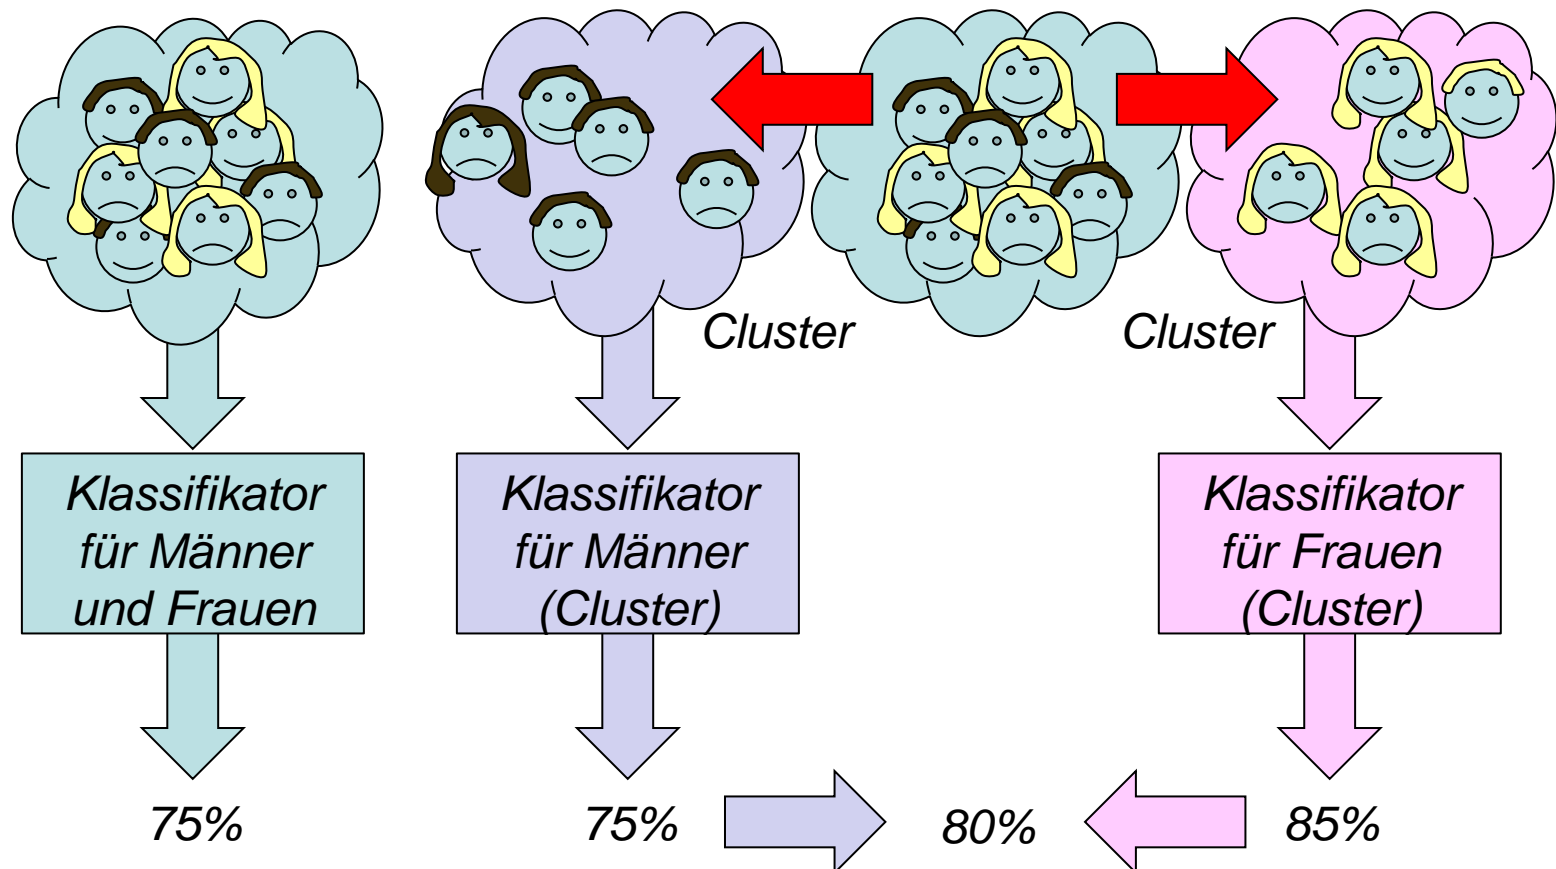 Cluster
Cluster
Klassifikator
für Männer
und Frauen
Klassifikator
für Männer
(Cluster)
Klassifikator
für Frauen
(Cluster)
75%
75%
80%
85%